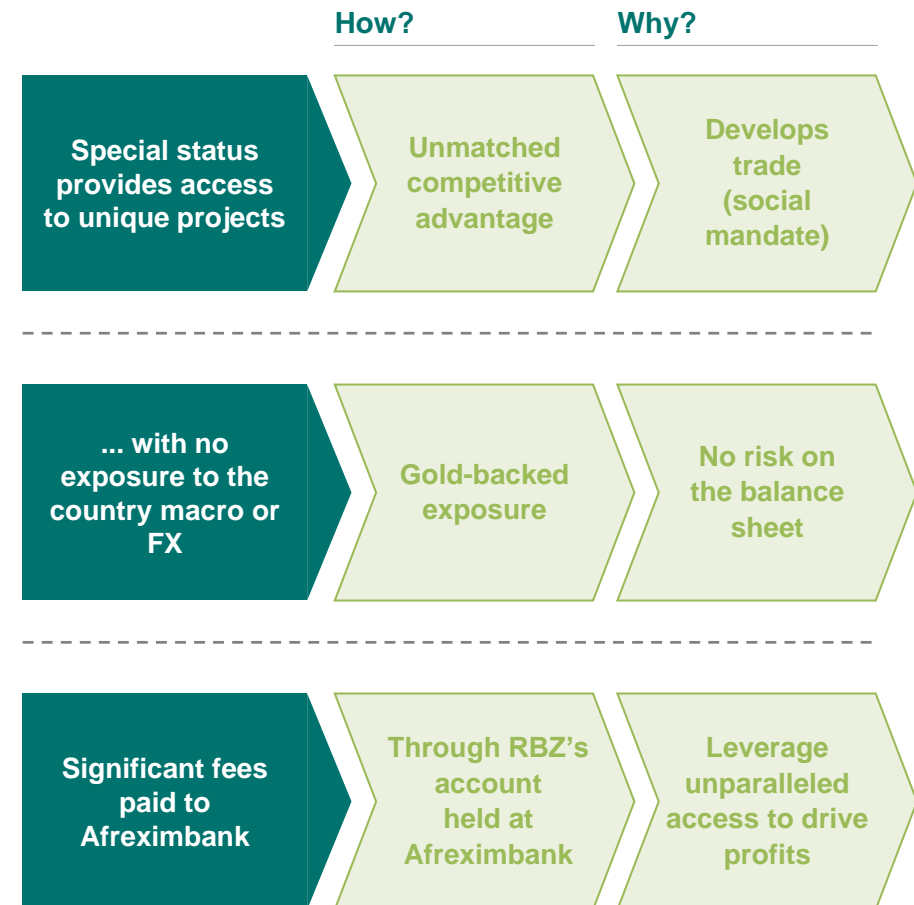 How?
Why?
Special status
provides access
to unique projects
Unmatched
competitive
advantage
Develops
trade
(social
mandate)
... with no
exposure to the
country macro or
FX
Gold-backed
exposure
No risk on
the balance
sheet
Significant fees
paid to
Afreximbank
Through RBZ’s
account
held at
Afreximbank
Leverage
unparalleled
access to drive
profits